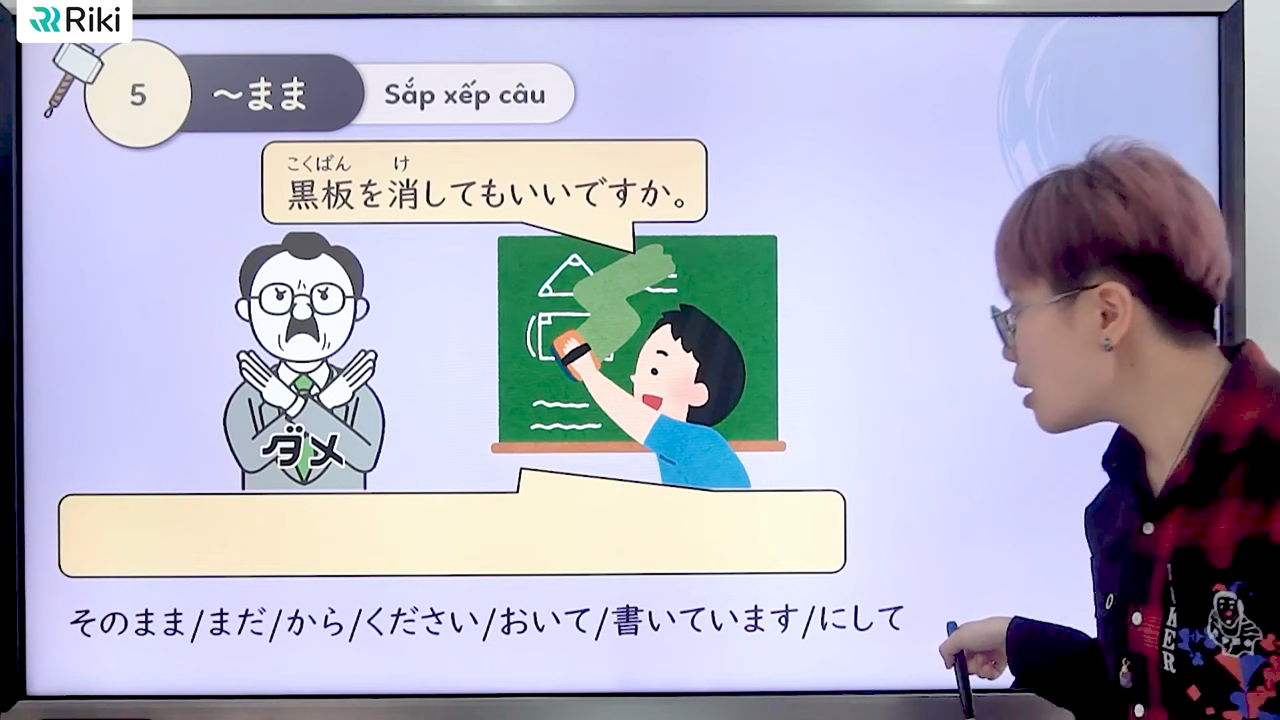 Riki
5
～まま
Sắp xếp câu
こくばん け
黒板を消してもいいですか。
ダメ
そのまま/まだ/から/ください/おいて/書いています/にして